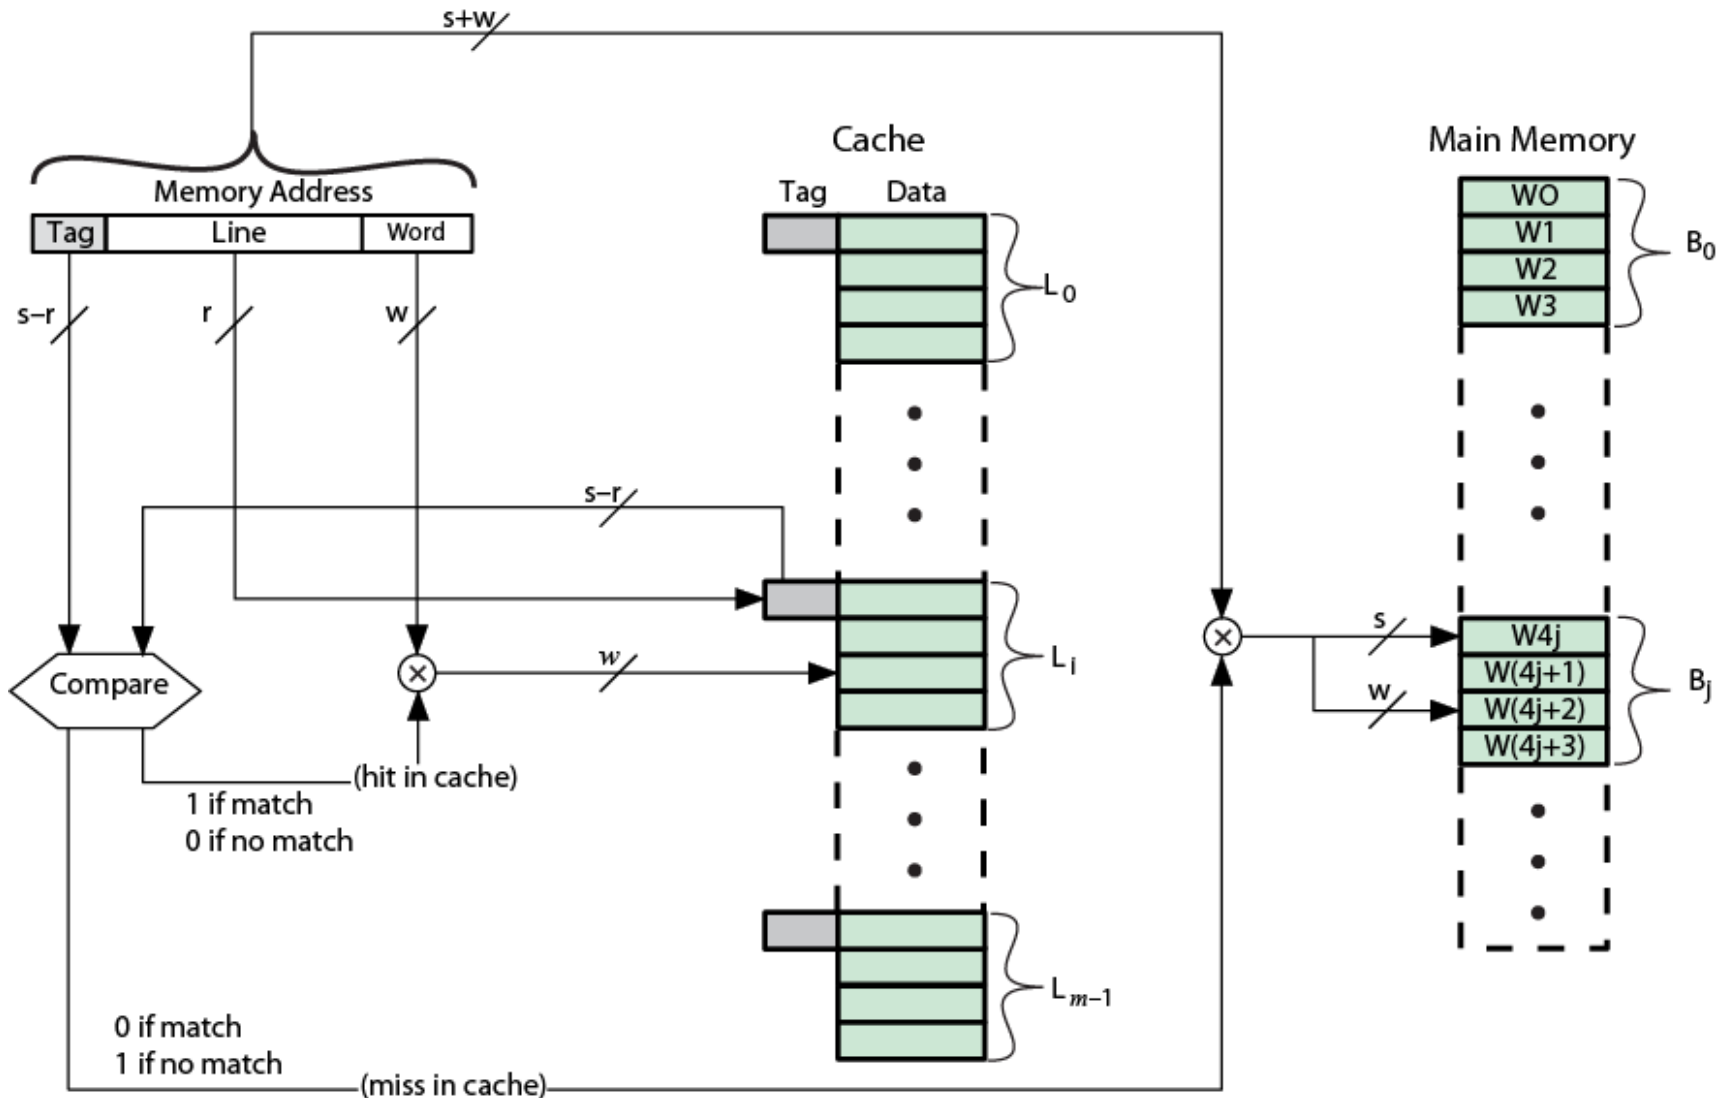 s+w
Cache
Main Memory
Memory Address
Tag Data
Tag Line Word
WO
W1
W2
W3
B0
L0
s–r
r
w
s–r
W4j
W(4j+1)
W(4j+2)
W(4j+3)
Bj
s
w
Li
w
Compare
(hit in cache)
1 if match
0 if no match
Lm–1
0 if match
1 if no match
(miss in cache)